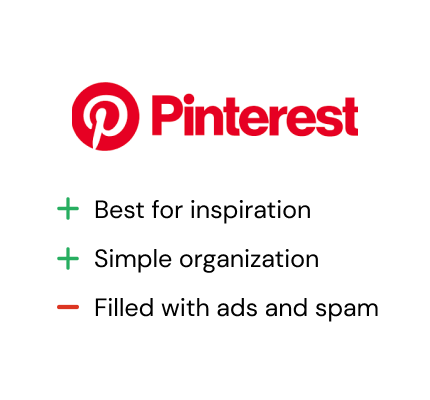 Pinterest
+ Best for inspiration
+ Simple organization
− Filled with ads and spam